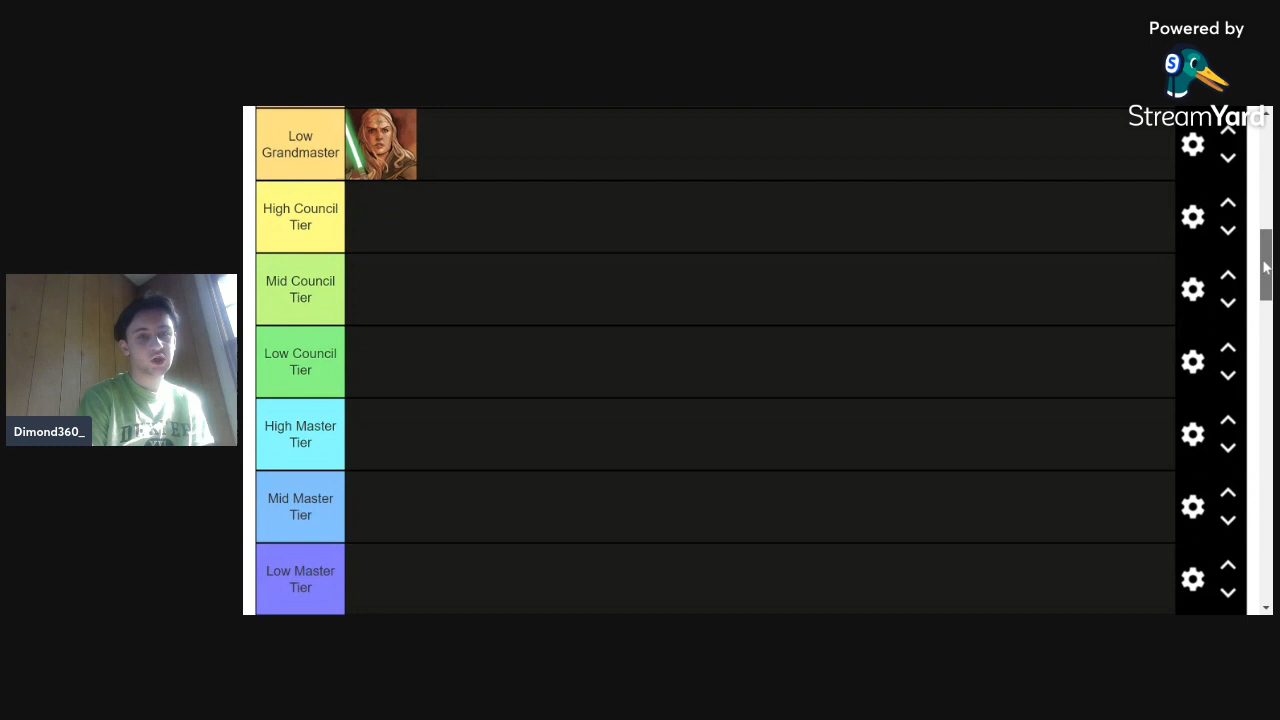 Powered by
S
StreamYard
Low
Grandmaster
High Council
Tier
Mid Council
Tier
Low Council
Tier
High Master
Tier
Mid Master
Tier
Low Master
Tier
Dimond360_